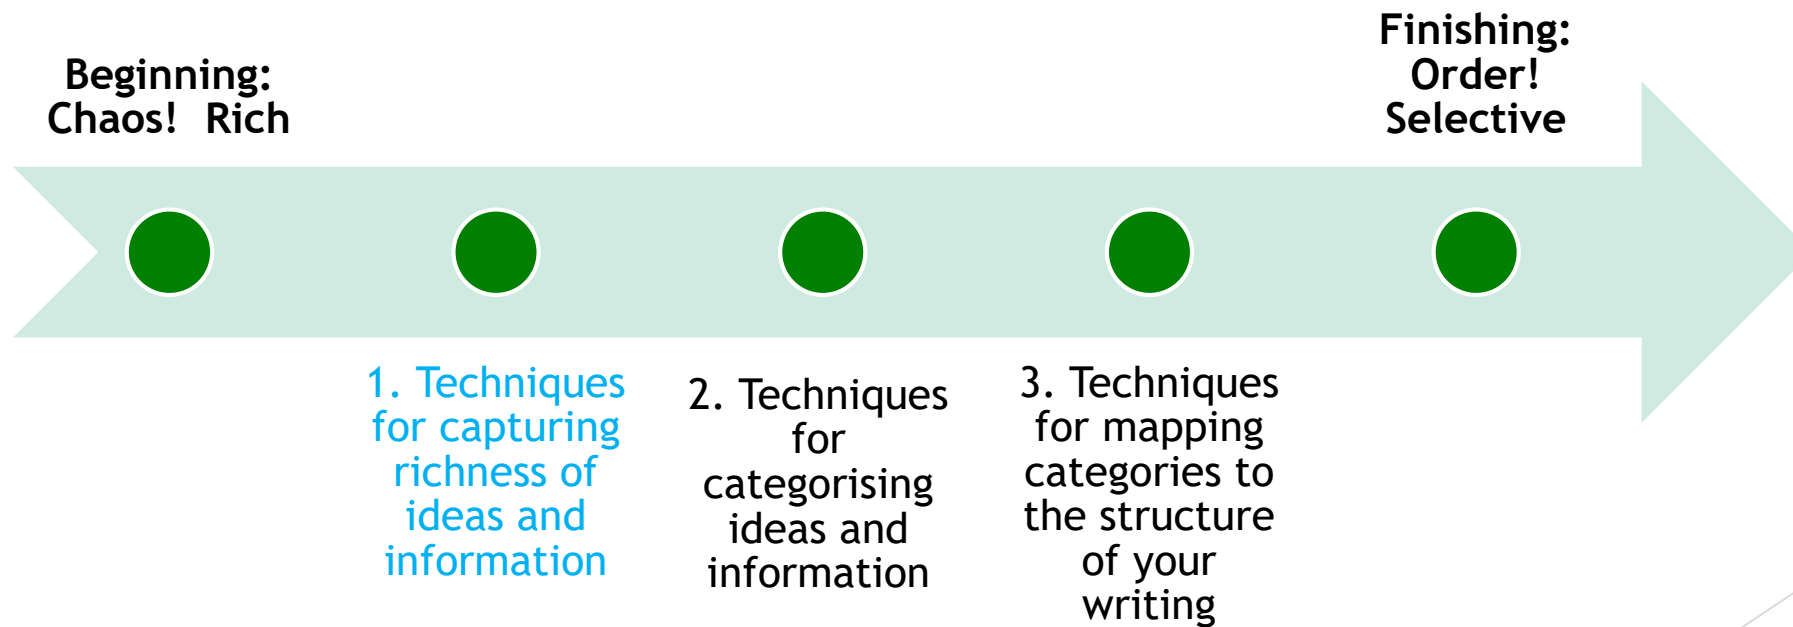 Beginning:
Chaos! Rich
Finishing:
Order!
Selective
1. Techniques
for capturing
richness of
ideas and
information
2. Techniques
for
categorising
ideas and
information
3. Techniques
for mapping
categories to
the structure
of your
writing